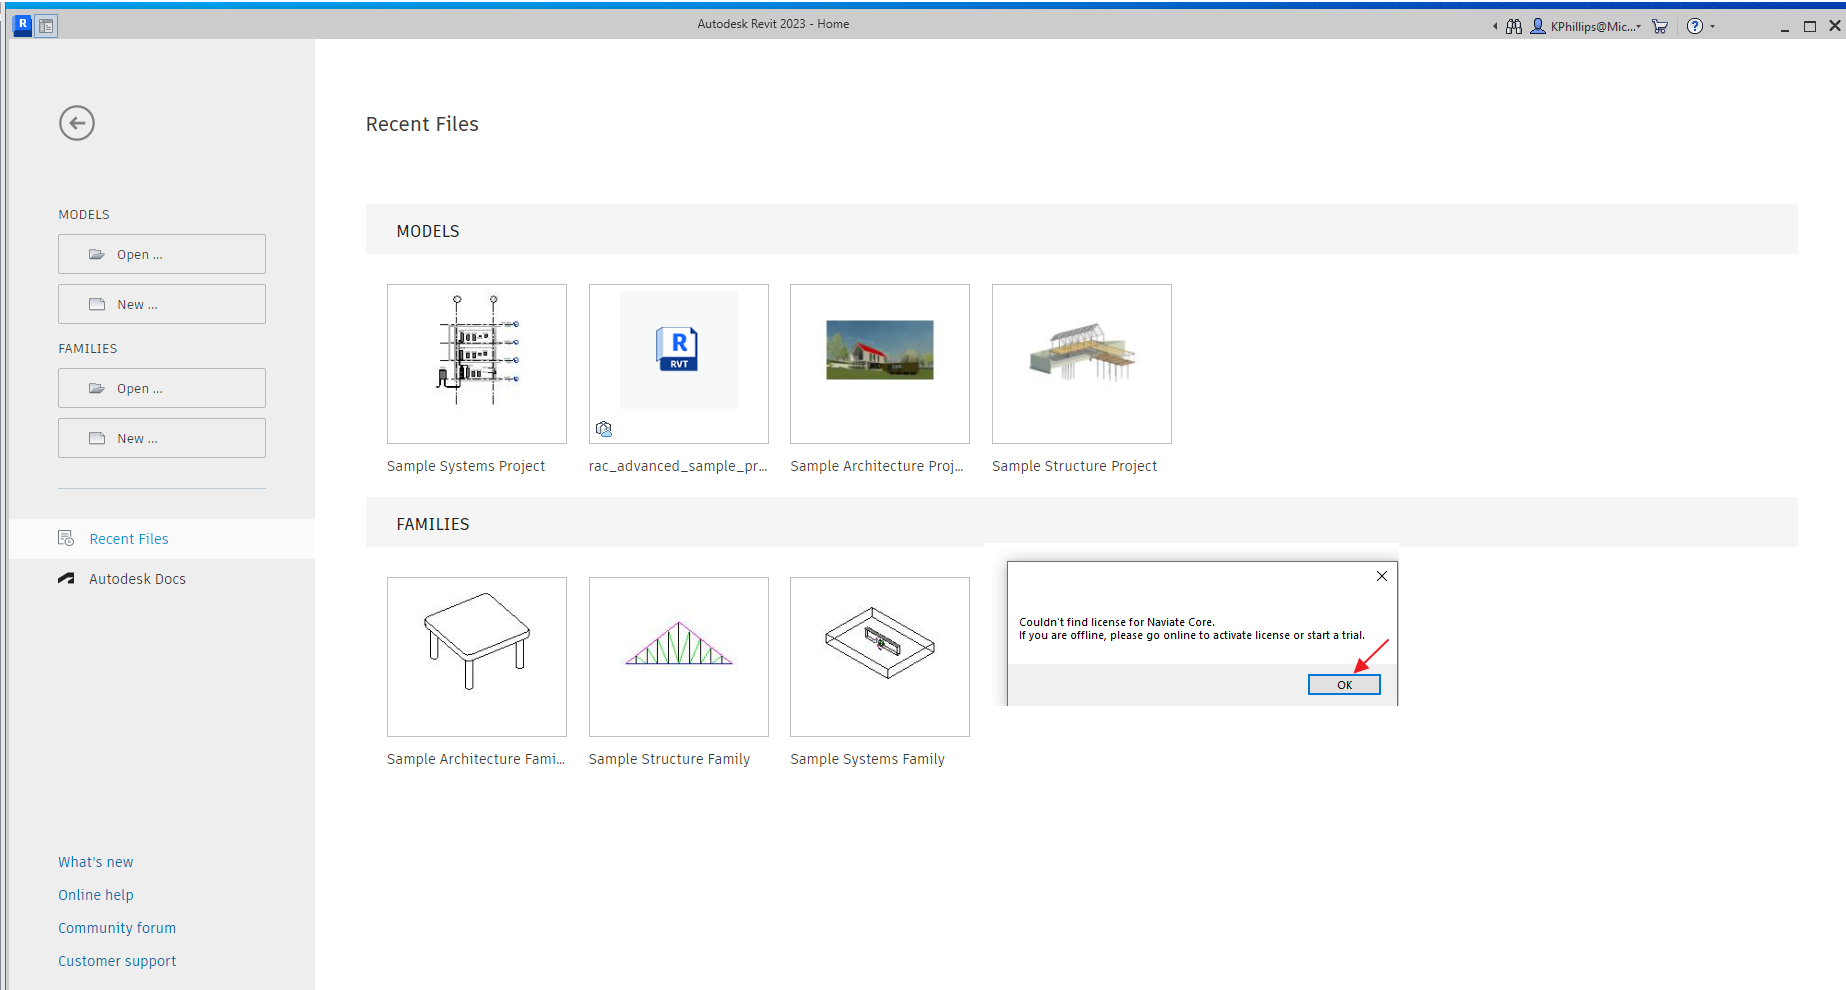 R
Autodesk Revit 2023 - Home
KPhillips@Mic...
?
Recent Files
MODELS
Open ...
New ...
FAMILIES
Open ...
New ...
Recent Files
Autodesk Docs
What's new
Online help
Community forum
Customer support
MODELS
R
RVT
Sample Systems Project
rac_advanced_sample_pr...
Sample Architecture Proj...
Sample Structure Project
FAMILIES
Sample Architecture Fami...
Sample Structure Family
Sample Systems Family
Couldn't find license for Naviate Core.
If you are offline, please go online to activate license or start a trial.
OK